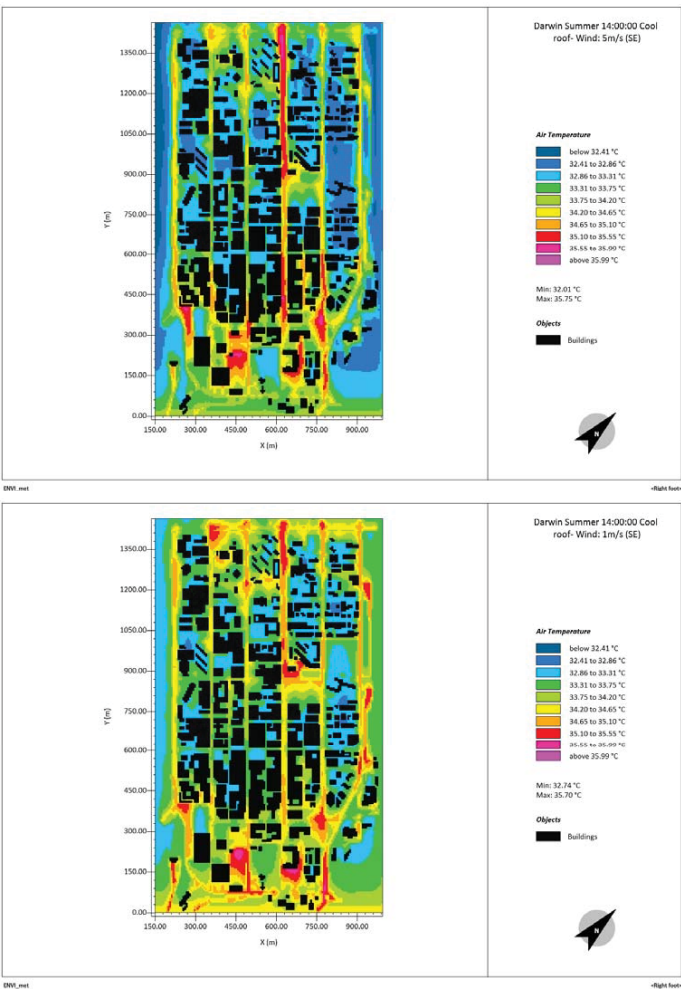 Darwin Summer 14:00:00 Cool
roof- Wind: 5m/s (SE)
1350.00
1200.00
1050.00
900.00
750.00
600.00
450.00
300.00
150.00
0.00
Y (m)
150.00 300.00 450.00 600.00 750.00 900.00
X (m)
Air Temperature
below 32.41 °C
32.41 to 32.86 °C
32.86 to 33.31 °C
33.31 to 33.75 °C
33.75 to 34.20 °C
34.20 to 34.65 °C
34.65 to 35.10 °C
35.10 to 35.55 °C
35.55 to 35.99 °C
above 35.99 °C
Min: 32.01 °C
Max: 35.75 °C
Objects
Buildings
N
ENVI_met
<Right foot>
Darwin Summer 14:00:00 Cool
roof- Wind: 1m/s (SE)
1350.00
1200.00
1050.00
900.00
750.00
600.00
450.00
300.00
150.00
0.00
Y (m)
150.00 300.00 450.00 600.00 750.00 900.00
X (m)
Air Temperature
below 32.41 °C
32.41 to 32.86 °C
32.86 to 33.31 °C
33.31 to 33.75 °C
33.75 to 34.20 °C
34.20 to 34.65 °C
34.65 to 35.10 °C
35.10 to 35.55 °C
35.55 to 35.99 °C
above 35.99 °C
Min: 32.74 °C
Max: 35.70 °C
Objects
Buildings
N
ENVI_met
<Right foot>